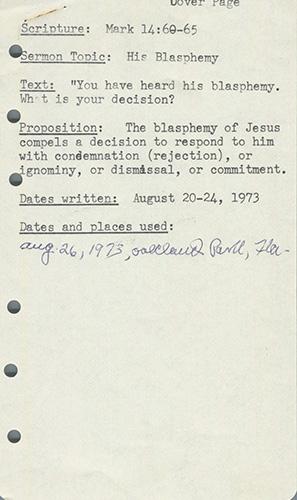 Dover Page
Scripture: Mark 14:60-65
Sermon Topic: His Blasphemy
Text: "You have heard his blasphemy.
What is your decision?
Proposition: The blasphemy of Jesus
compels a decision to respond to him
with condemnation (rejection), or
ignominy, or dismissal, or commitment.
Dates written: August 20-24, 1973
Dates and places used:
Aug. 26, 1973, Oakland Park, Fla-